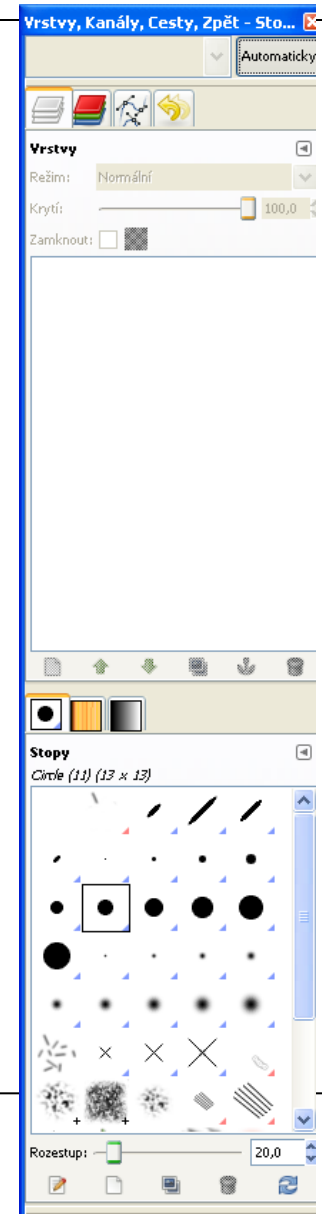 Vrstvy, Kanály, Cesty, Zpět - Sto...
Automaticky
Vrstvy
Režim: Normální
Krytí: 100,0
Zamknout:
Stopy
Circle (11) (13 × 13)
Rozestup: 20,0